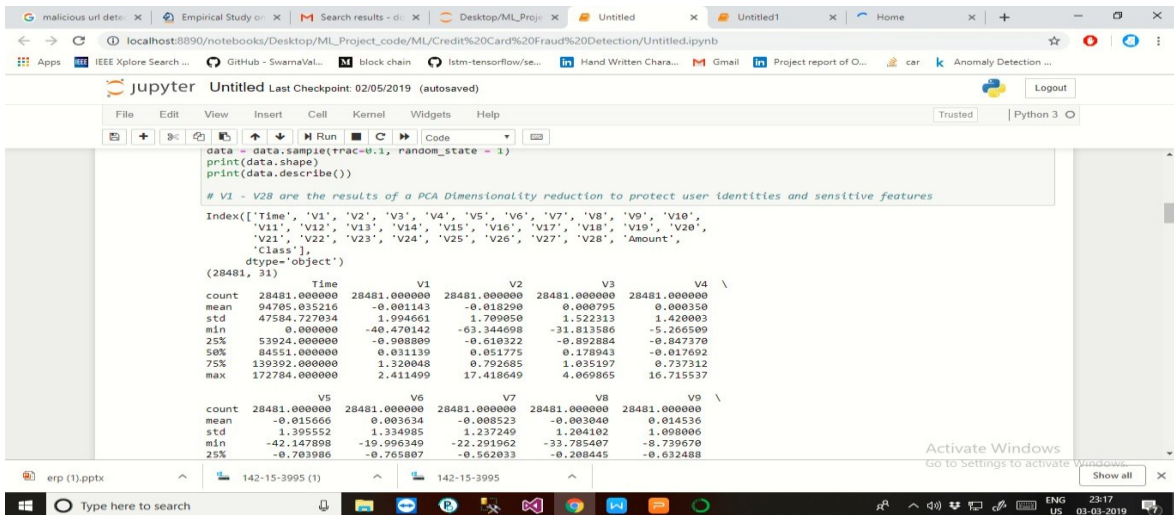 malicious url dete
Empirical Study on
Search results - d
Desktop/ML_Proje
Untitled
Untitled1
Home
localhost:8890/notebooks/Desktop/ML_Project_code/ML/Credit%20Card%20Fraud%20Detection/Untitled.ipynb
Apps IEEE IEEE Xplore Search ... GitHub - SwarnaVal... M block chain lstm-tensorflow/se... in Hand Written Chara... Gmail in Project report of O... car k Anomaly Detection ...
jupyter Untitled Last Checkpoint: 02/05/2019 (autosaved) Logout
File Edit View Insert Cell Kernel Widgets Help Trusted Python 3
Run Code
data = data.sample(frac=0.1, random_state = 1)
print(data.shape)
print(data.describe())
# V1 - V28 are the results of a PCA Dimensionality reduction to protect user identities and sensitive features
Index(['Time', 'V1', 'V2', 'V3', 'V4', 'V5', 'V6', 'V7', 'V8', 'V9', 'V10',
'V11', 'V12', 'V13', 'V14', 'V15', 'V16', 'V17', 'V18', 'V19', 'V20',
'V21', 'V22', 'V23', 'V24', 'V25', 'V26', 'V27', 'V28', 'Amount',
'Class'],
dtype='object')
(28481, 31)
Time V1 V2 V3 V4 \
count 28481.000000 28481.000000 28481.000000 28481.000000 28481.000000
mean 94705.035216 -0.001143 -0.018290 0.000795 0.000350
std 47584.727034 1.994661 1.709050 1.522313 1.420003
min 0.000000 -40.470142 -63.344698 -31.813586 -5.266509
25% 53924.000000 -0.908809 -0.610322 -0.892884 -0.847370
50% 84551.000000 0.031139 0.051775 0.178943 -0.017692
75% 139392.000000 1.320048 0.792685 1.035197 0.737312
max 172784.000000 2.411499 17.418649 4.069865 16.715537
V5 V6 V7 V8 V9 \
count 28481.000000 28481.000000 28481.000000 28481.000000 28481.000000
mean -0.015666 0.003634 -0.008523 -0.003040 0.014536
std 1.395552 1.334985 1.237249 1.204102 1.098006
min -42.147898 -19.996349 -22.291962 -33.785407 -8.739670
25% -0.703986 -0.765807 -0.562033 -0.208445 -0.632488
Activate Windows
Go to Settings to activate Windows.
erp (1).pptx 142-15-3995 (1) 142-15-3995 Show all
Type here to search ENG 23:17
US 03-03-2019